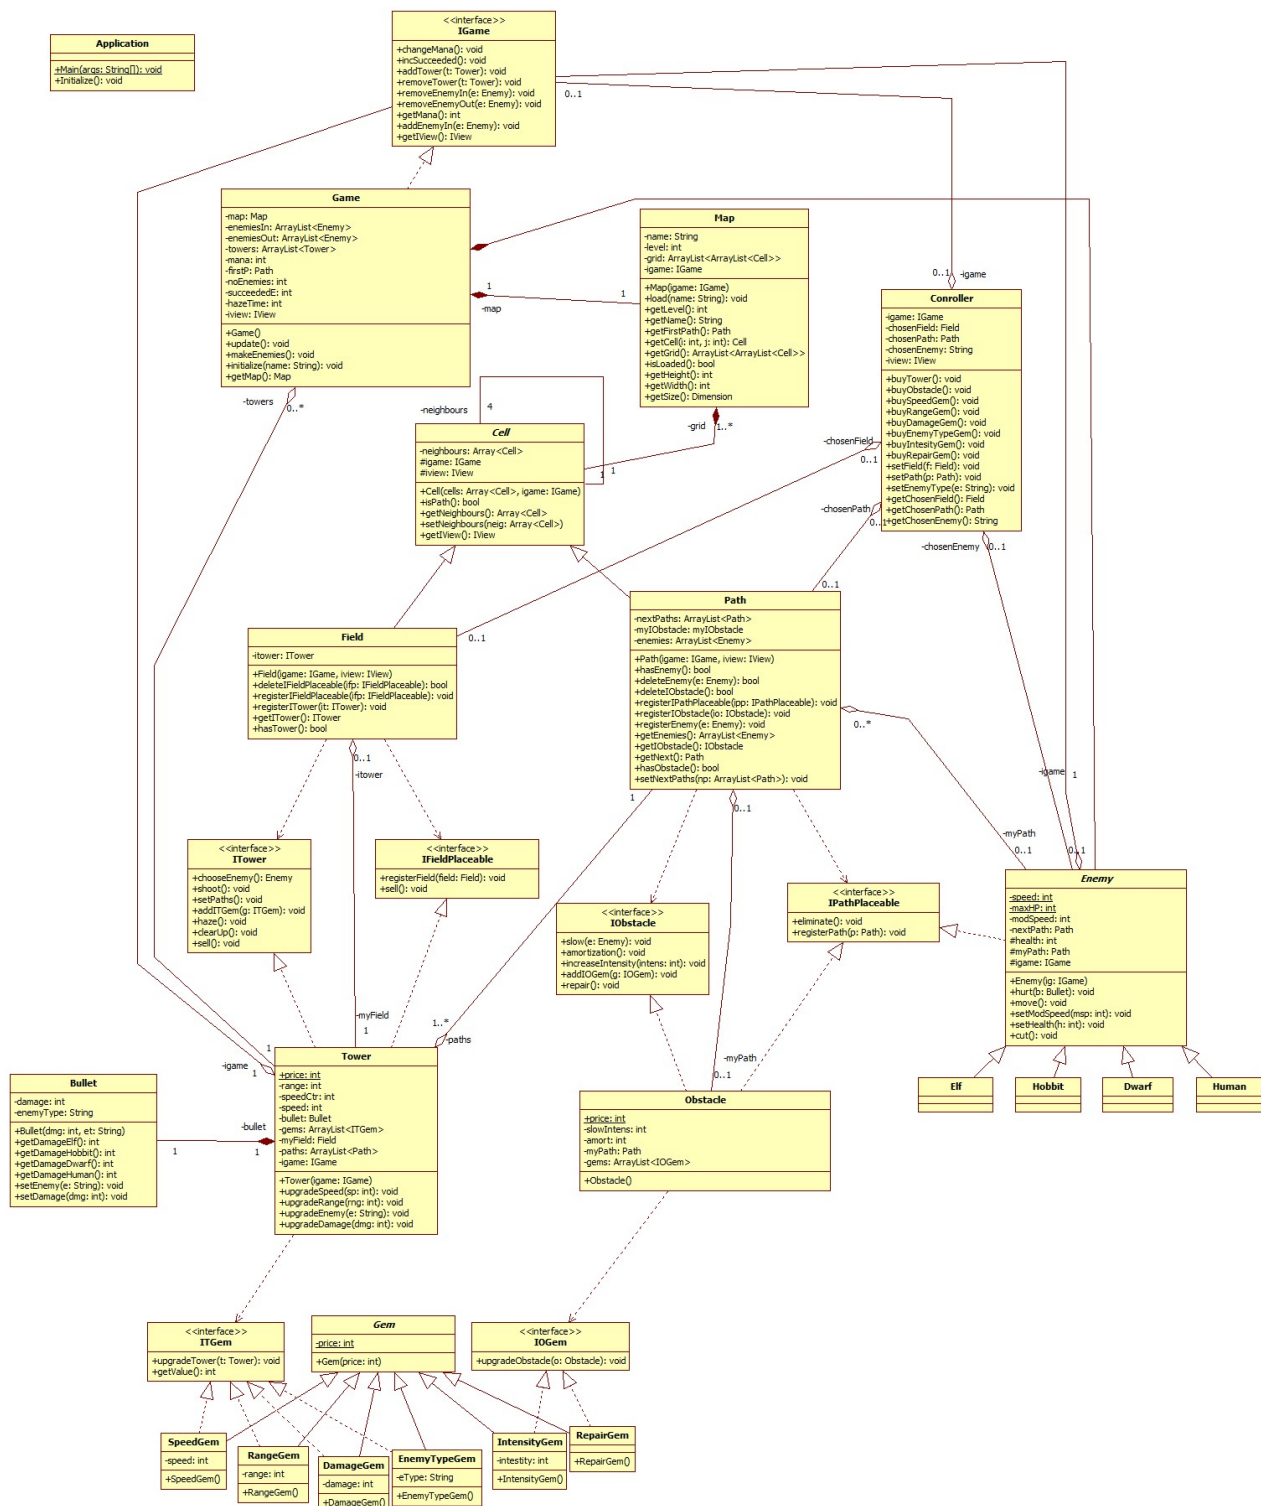 Application
+Main(args: String[]): void
+Initialize(): void
<<interface>>
IGame
+changeMana(): void
+incSucceeded(): void
+addTower(t: Tower): void
+removeTower(t: Tower): void
+removeEnemyIn(e: Enemy): void
+removeEnemyOut(e: Enemy): void
+getMana(): int
+addEnemyIn(e: Enemy): void
+getIView(): IView
0..1
Game
-map: Map
-enemiesIn: ArrayList<Enemy>
-enemiesOut: ArrayList<Enemy>
-towers: ArrayList<Tower>
-mana: int
-firstP: Path
-noEnemies: int
-succeededE: int
-hazeTime: int
-iview: IView
+Game()
+update(): void
+makeEnemies(): void
+initialize(name: String): void
+getMap(): Map
1
-map
1
-towers
0..*
Map
-name: String
-level: int
-grid: ArrayList<ArrayList<Cell>>
-igame: IGame
+Map(igame: IGame)
+load(name: String): void
+getLevel(): int
+getName(): String
+getFirstPath(): Path
+getCell(i: int, j: int): Cell
+getGrid(): ArrayList<ArrayList<Cell>>
+isLoaded(): bool
+getHeight(): int
+getWidth(): int
+getSize(): Dimension
-grid
1..*
1
0..1
-igame
Conroller
-igame: IGame
-chosenField: Field
-chosenPath: Path
-chosenEnemy: String
-iview: IView
+buyTower(): void
+buyObstacle(): void
+buySpeedGem(): void
+buyRangeGem(): void
+buyDamageGem(): void
+buyEnemyTypeGem(): void
+buyIntesityGem(): void
+buyRepairGem(): void
+setField(f: Field): void
+setPath(p: Path): void
+setEnemyType(e: String): void
+getChosenField(): Field
+getChosenPath(): Path
+getChosenEnemy(): String
-chosenField
0..1
-chosenPath
0..1
-chosenEnemy
0..1
-neighbours
4
1
Cell
-neighbours: Array<Cell>
#igame: IGame
#iview: IView
+Cell(cells: Array<Cell>, igame: IGame)
+isPath(): bool
+getNeighbours(): Array<Cell>
+setNeighbours(neig: Array<Cell>)
+getIView(): IView
0..1
0..1
Field
-itower: ITower
+Field(igame: IGame, iview: IView)
+deleteIFieldPlaceable(ifp: IFieldPlaceable): bool
+registerIFieldPlaceable(ifp: IFieldPlaceable): void
+registerITower(it: ITower): void
+getITower(): ITower
+hasTower(): bool
0..1
-itower
Path
-nextPaths: ArrayList<Path>
-myIObstacle: myIObstacle
-enemies: ArrayList<Enemy>
+Path(igame: IGame, iview: IView)
+hasEnemy(): bool
+deleteEnemy(e: Enemy): bool
+deleteIObstacle(): bool
+registerIPathPlaceable(ipp: IPathPlaceable): void
+registerIObstacle(io: IObstacle): void
+registerEnemy(e: Enemy): void
+getEnemies(): ArrayList<Enemy>
+getIObstacle(): IObstacle
+getNext(): Path
+hasObstacle(): bool
+setNextPaths(np: ArrayList<Path>): void
0..*
1
0..1
-igame
1
-myPath
0..1
0..1
<<interface>>
ITower
+chooseEnemy(): Enemy
+shoot(): void
+setPaths(): void
+addITGem(g: ITGem): void
+haze(): void
+clearUp(): void
+sell(): void
<<interface>>
IFieldPlaceable
+registerField(field: Field): void
+sell(): void
<<interface>>
IObstacle
+slow(e: Enemy): void
+amortization(): void
+increaseIntensity(intens: int): void
+addIOGem(g: IOGem): void
+repair(): void
<<interface>>
IPathPlaceable
+eliminate(): void
+registerPath(p: Path): void
Enemy
-speed: int
-maxHP: int
-modSpeed: int
-nextPath: Path
#health: int
#myPath: Path
#igame: IGame
+Enemy(ig: IGame)
+hurt(b: Bullet): void
+move(): void
+setModSpeed(msp: int): void
+setHealth(h: int): void
+cut(): void
Elf
Hobbit
Dwarf
Human
-myField
1
1..*
-paths
1
-igame
1
-myPath
0..1
Bullet
-damage: int
-enemyType: String
+Bullet(dmg: int, et: String)
+getDamageElf(): int
+getDamageHobbit(): int
+getDamageDwarf(): int
+getDamageHuman(): int
+setEnemy(e: String): void
+setDamage(dmg: int): void
-bullet
1
1
Tower
+price: int
-range: int
-speedCtr: int
-speed: int
-bullet: Bullet
-gems: ArrayList<ITGem>
-myField: Field
-paths: ArrayList<Path>
-igame: IGame
+Tower(igame: IGame)
+upgradeSpeed(sp: int): void
+upgradeRange(rng: int): void
+upgradeEnemy(e: String): void
+upgradeDamage(dmg: int): void
Obstacle
+price: int
-slowIntens: int
-amort: int
-myPath: Path
-gems: ArrayList<IOGem>
+Obstacle()
<<interface>>
ITGem
+upgradeTower(t: Tower): void
+getValue(): int
Gem
-price: int
+Gem(price: int)
<<interface>>
IOGem
+upgradeObstacle(o: Obstacle): void
SpeedGem
-speed: int
+SpeedGem()
RangeGem
-range: int
+RangeGem()
DamageGem
-damage: int
+DamageGem()
EnemyTypeGem
-eType: String
+EnemyTypeGem()
IntensityGem
-intestity: int
+IntensityGem()
RepairGem
+RepairGem()